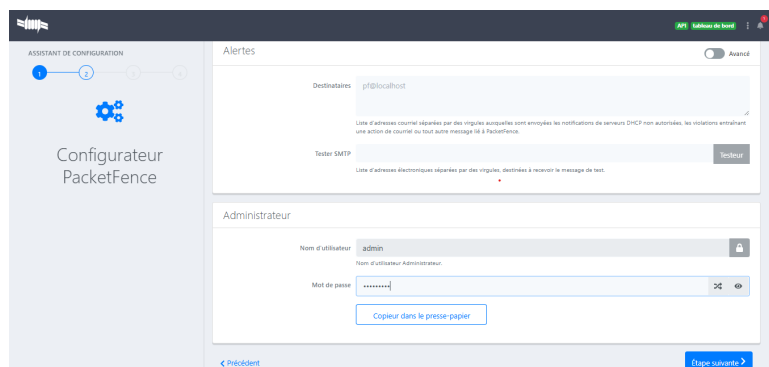 API tableau de bord
1
ASSISTANT DE CONFIGURATION
1 2 3 4
Configurateur
PacketFence
Alertes
Avancé
Destinataires
pf@localhost
Liste d'adresses courriel séparées par des virgules auxquelles sont envoyées les notifications de serveurs DHCP non autorisées, les violations entraînant
une action de courriel ou tout autre message lié à PacketFence.
Tester SMTP
Testeur
Liste d'adresses électroniques séparées par des virgules, destinées à recevoir le message de test.
Administrateur
Nom d'utilisateur
admin
Nom d'utilisateur Administrateur.
Mot de passe
•••••••••
Copieur dans le presse-papier
Précédent
Étape suivante